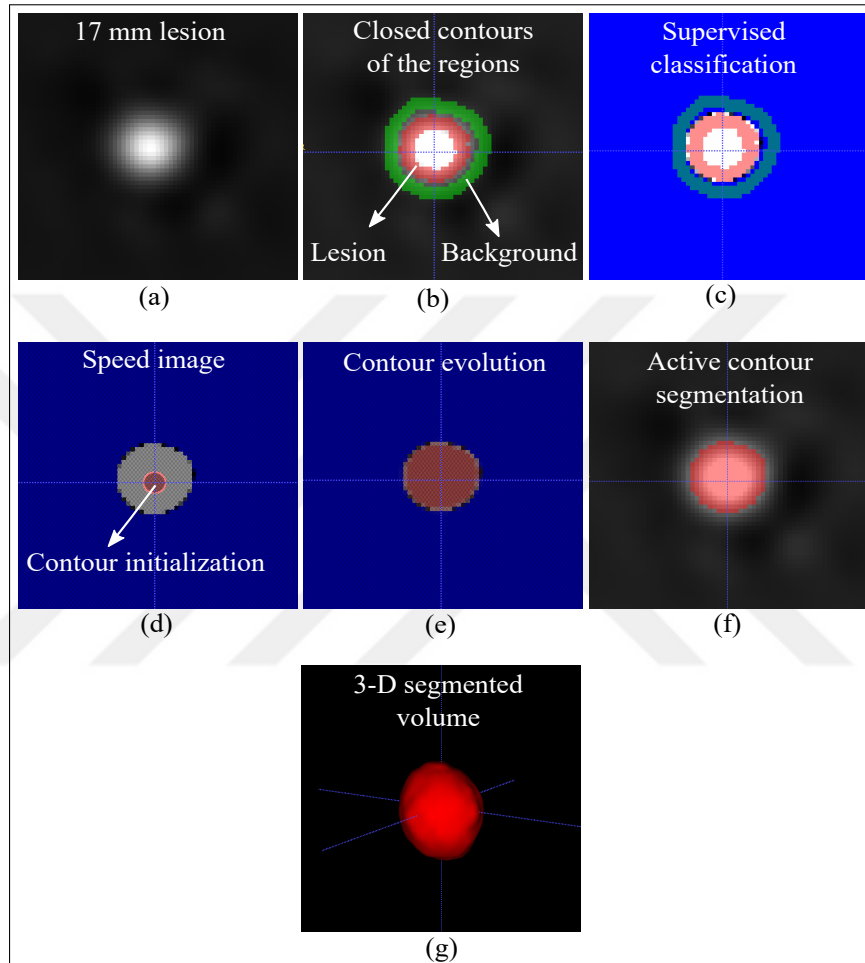 17 mm lesion
Closed contours
of the regions
Lesion
Background
Supervised
classification
(a)
(b)
(c)
Speed image
Contour initialization
Contour evolution
Active contour
segmentation
(d)
(e)
(f)
3-D segmented
volume
(g)